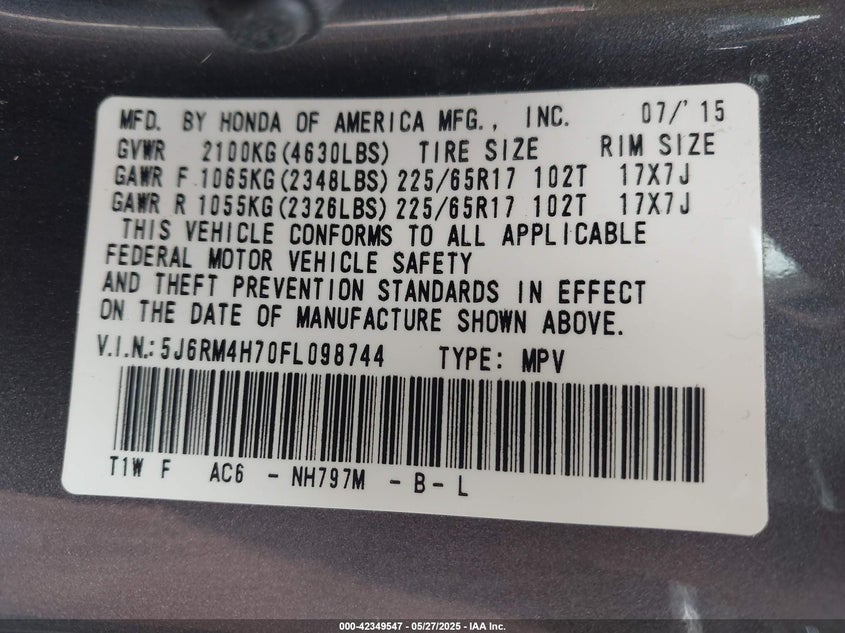 MFD. BY HONDA OF AMERICA MFG., INC. 07/'15
GVWR 2100KG(4630LBS) TIRE SIZE RIM SIZE
GAWR F 1065KG(2348LBS) 225/65R17 102T 17X7J
GAWR R 1055KG(2326LBS) 225/65R17 102T 17X7J
THIS VEHICLE CONFORMS TO ALL APPLICABLE
FEDERAL MOTOR VEHICLE SAFETY
AND THEFT PREVENTION STANDARDS IN EFFECT
ON THE DATE OF MANUFACTURE SHOWN ABOVE.
V.I.N.: 5J6RM4H70FL098744 TYPE: MPV
T1W F AC6 - NH797M - B - L
000-42349547 - 05/27/2025 - IAA Inc.